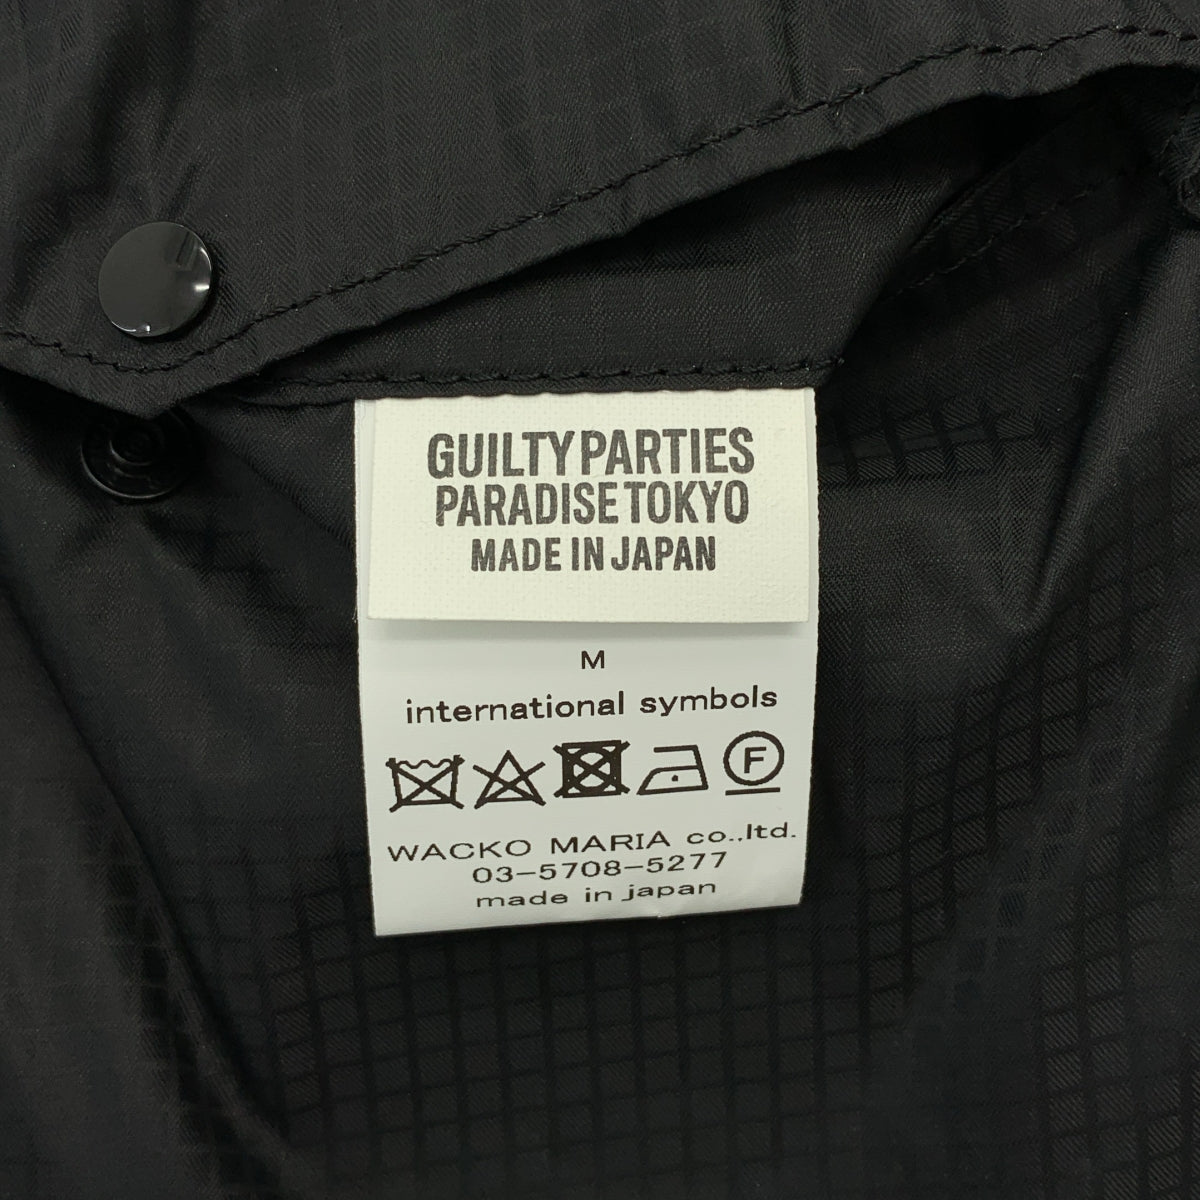 GUILTY PARTIES
PARADISE TOKYO
MADE IN JAPAN
M
international symbols
F
WACKO MARIA co.,ltd.
03-5708-5277
made in japan